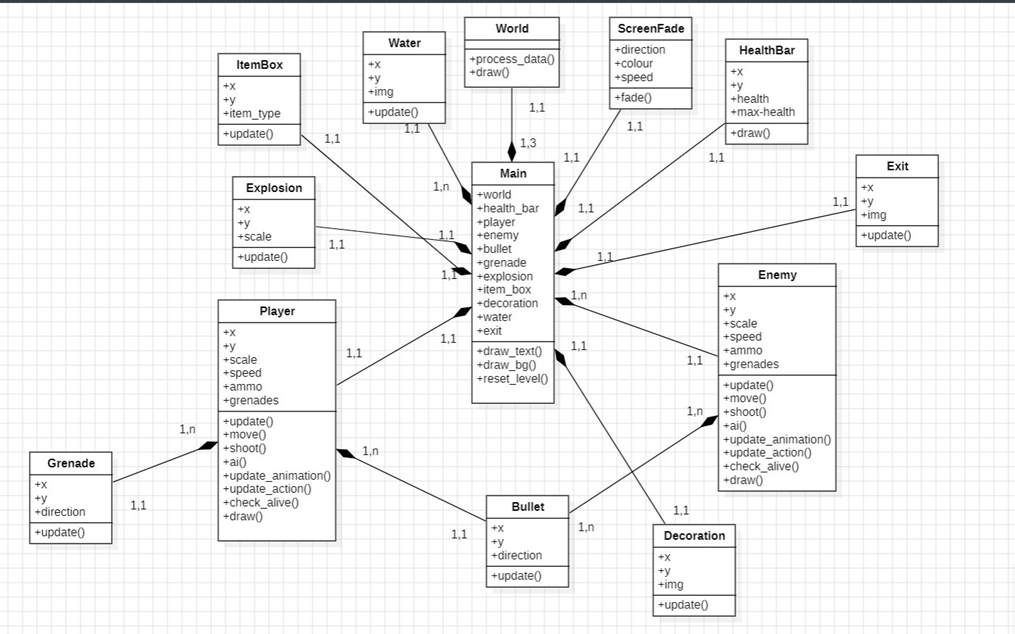 World
+process_data()
+draw()
ScreenFade
+direction
+colour
+speed
+fade()
Water
+x
+y
+img
+update()
HealthBar
+x
+y
+health
+max-health
+draw()
ItemBox
+x
+y
+item_type
+update()
1,1
1,1
1,1
1,1
1,3
1,1
1,1
Exit
+x
+y
+img
+update()
Explosion
+x
+y
+scale
+update()
1,n
1,1
1,1
1,1
1,1
1,1
1,1
Main
+world
+health_bar
+player
+enemy
+bullet
+grenade
+explosion
+item_box
+decoration
+water
+exit
+draw_text()
+draw_bg()
+reset_level()
1,n
1,1
1,1
1,1
1,1
Enemy
+x
+y
+scale
+speed
+ammo
+grenades
+update()
+move()
+shoot()
+ai()
+update_animation()
+update_action()
+check_alive()
+draw()
Player
+x
+y
+scale
+speed
+ammo
+grenades
+update()
+move()
+shoot()
+ai()
+update_animation()
+update_action()
+check_alive()
+draw()
1,n
1,n
1,n
Grenade
+x
+y
+direction
+update()
1,1
1,1
Bullet
+x
+y
+direction
+update()
1,n
1,1
Decoration
+x
+y
+img
+update()